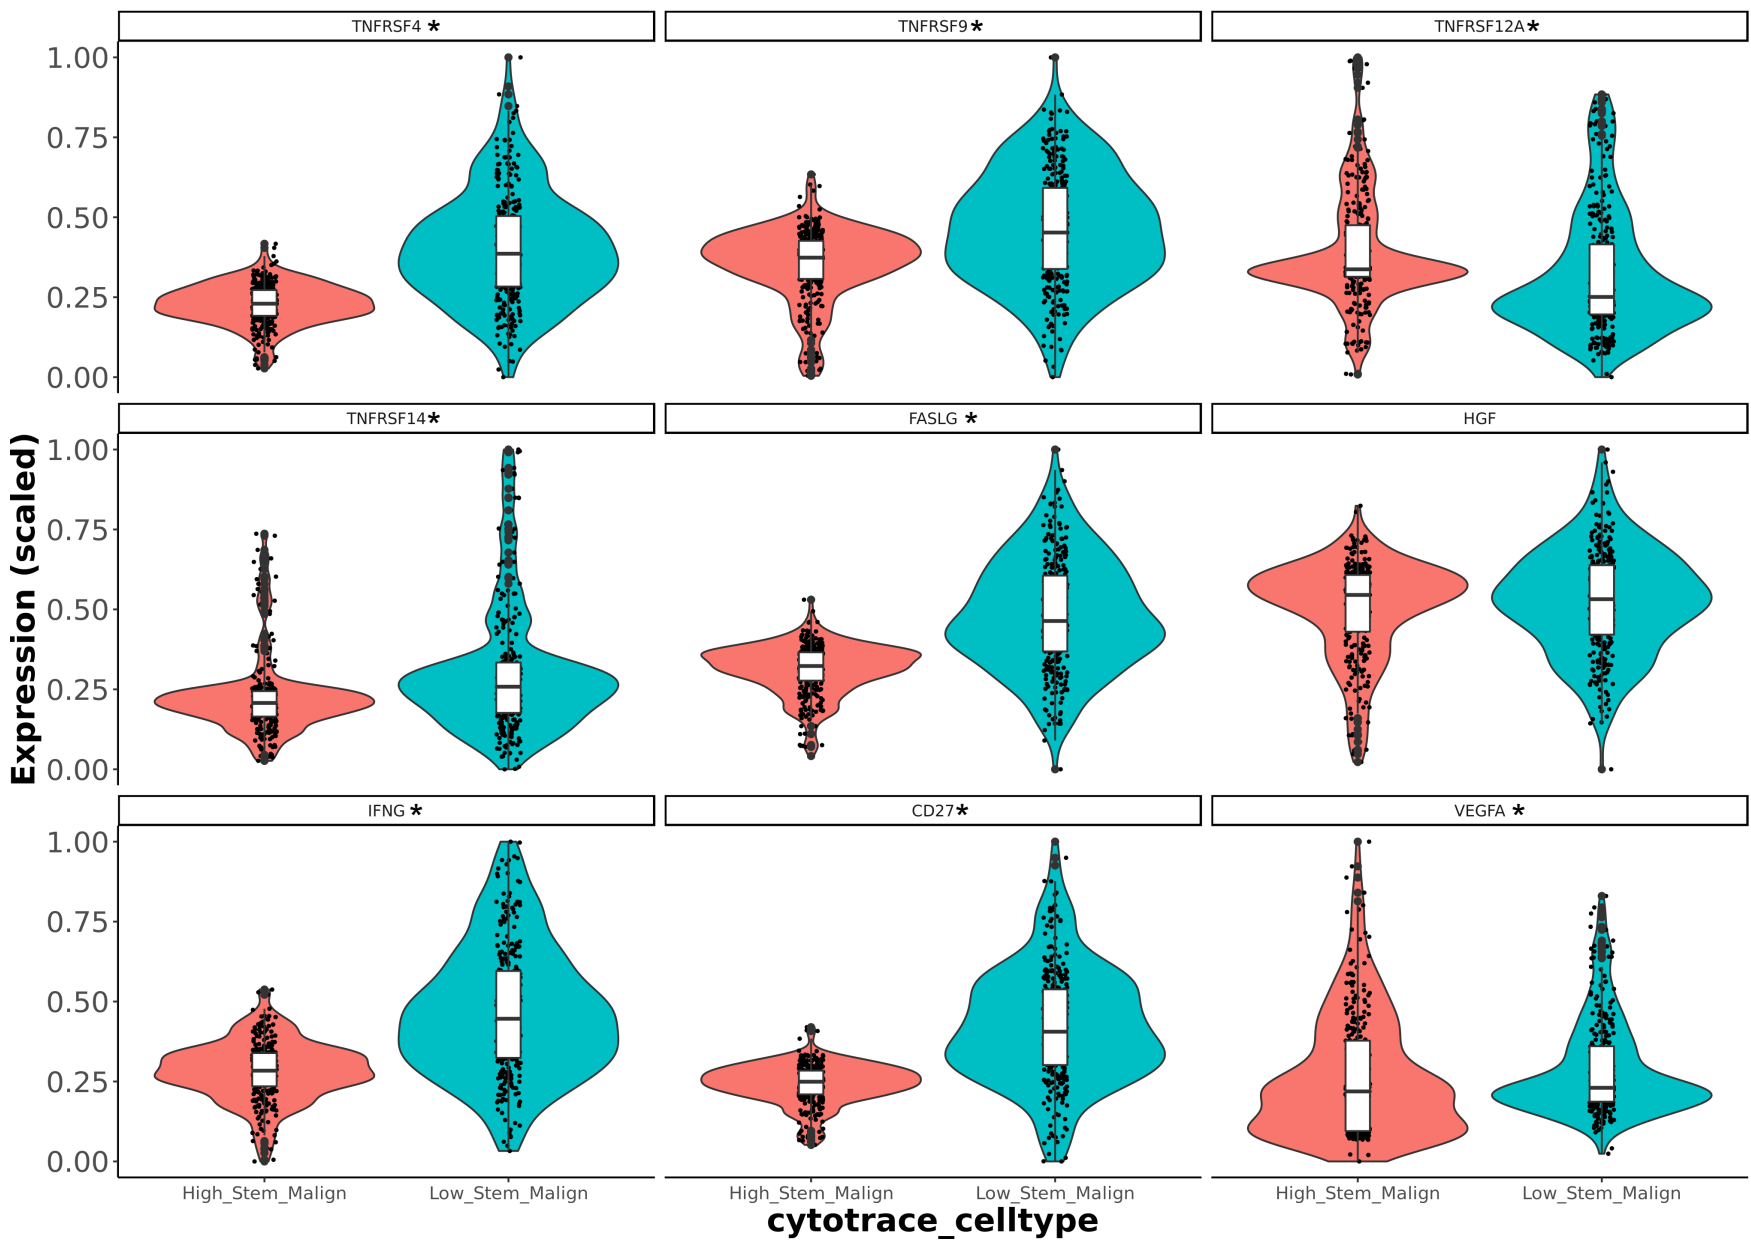 TNFRSF4 *
TNFRSF9*
TNFRSF12A*
1.00
0.75
0.50
0.25
0.00
TNFRSF14*
FASLG *
HGF
1.00
0.75
0.50
0.25
0.00
IFNG *
CD27*
VEGFA *
1.00
0.75
0.50
0.25
0.00
Expression (scaled)
High_Stem_Malign
Low_Stem_Malign
High_Stem_Malign
Low_Stem_Malign
High_Stem_Malign
Low_Stem_Malign
cytotrace_celltype